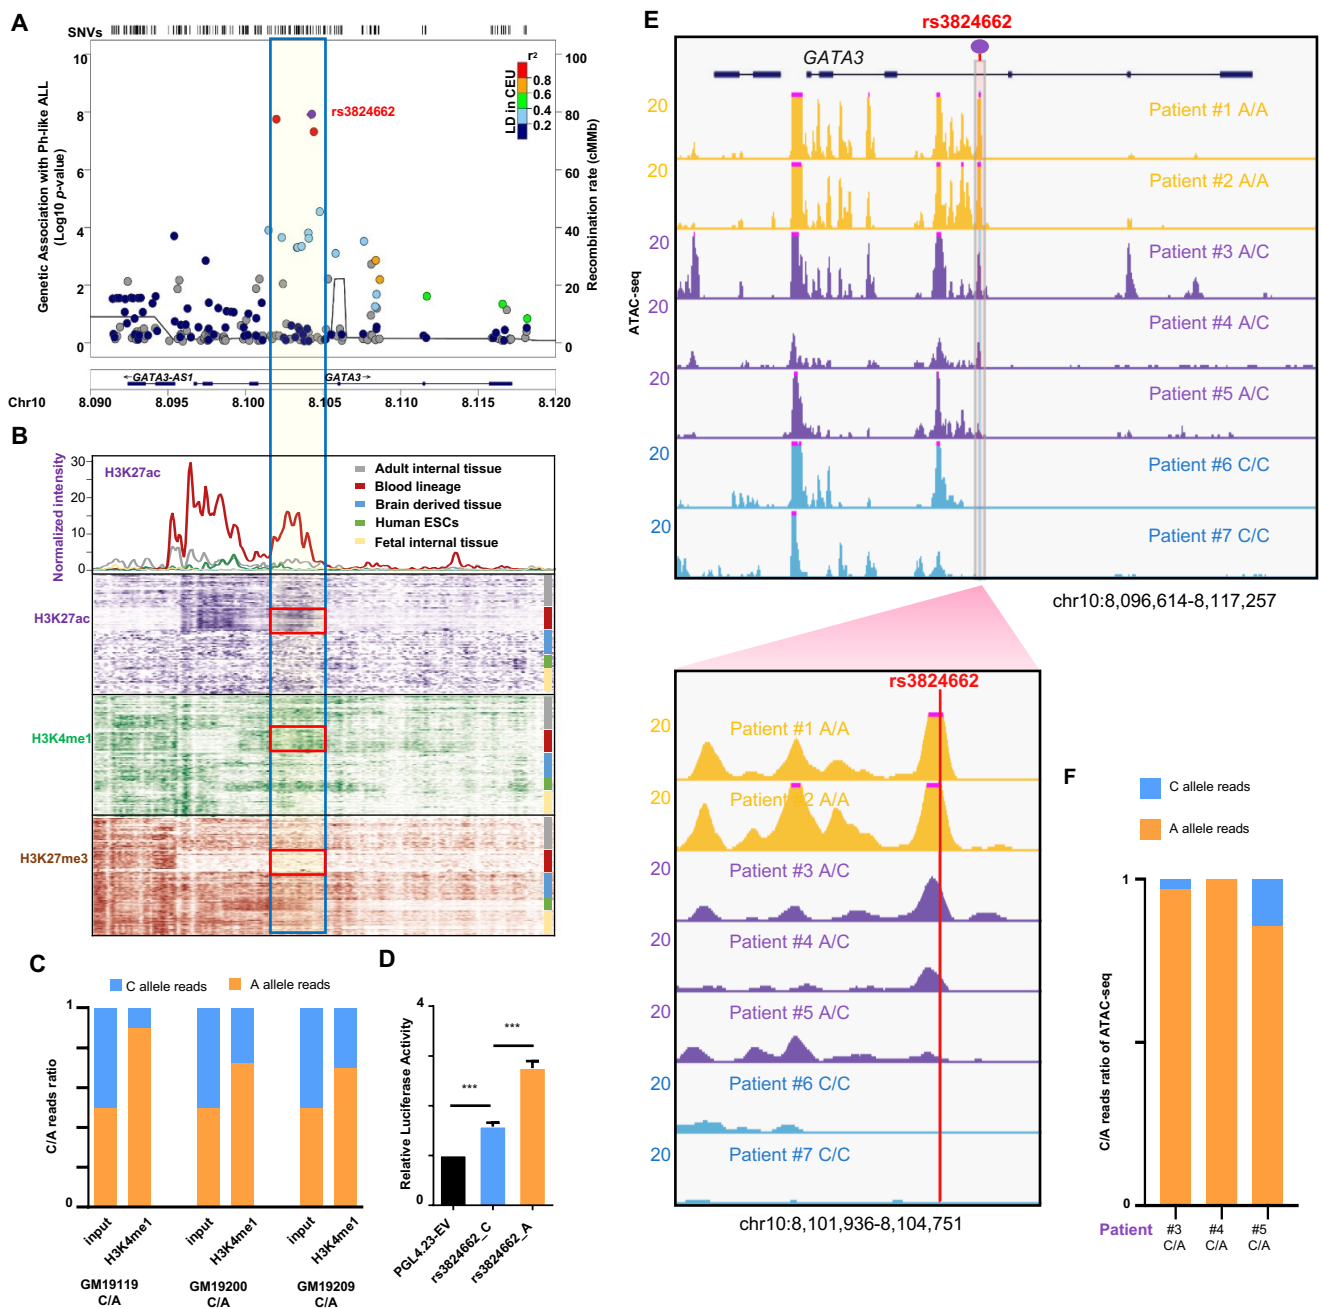 A
SNVs
10
8
6
4
2
0
Genetic Association with Ph-like ALL
(Log10 p-value)
rs3824662
r²
0.8
0.6
0.4
0.2
LD in CEU
100
80
60
40
20
0
Recombination rate (cMMb)
←GATA3-AS1
GATA3→
Chr10
8.090
8.095
8.100
8.105
8.110
8.115
8.120
B
Normalized intensity
30
20
10
0
H3K27ac
Adult internal tissue
Blood lineage
Brain derived tissue
Human ESCs
Fetal internal tissue
H3K27ac
H3K4me1
H3K27me3
C
C allele reads
A allele reads
1
0
C/A reads ratio
input
H3K4me1
input
H3K4me1
input
H3K4me1
GM19119
C/A
GM19200
C/A
GM19209
C/A
D
4
0
Relative Luciferase Activity
***
***
PGL4.23-EV
rs3824662_C
rs3824662_A
E
rs3824662
GATA3
ATAC-seq
20
Patient #1 A/A
20
Patient #2 A/A
20
Patient #3 A/C
20
Patient #4 A/C
20
Patient #5 A/C
20
Patient #6 C/C
20
Patient #7 C/C
chr10:8,096,614-8,117,257
rs3824662
20
Patient #1 A/A
20
Patient #2 A/A
20
Patient #3 A/C
20
Patient #4 A/C
20
Patient #5 A/C
20
Patient #6 C/C
20
Patient #7 C/C
chr10:8,101,936-8,104,751
F
C allele reads
A allele reads
1
0
C/A reads ratio of ATAC-seq
Patient
#3
C/A
#4
C/A
#5
C/A